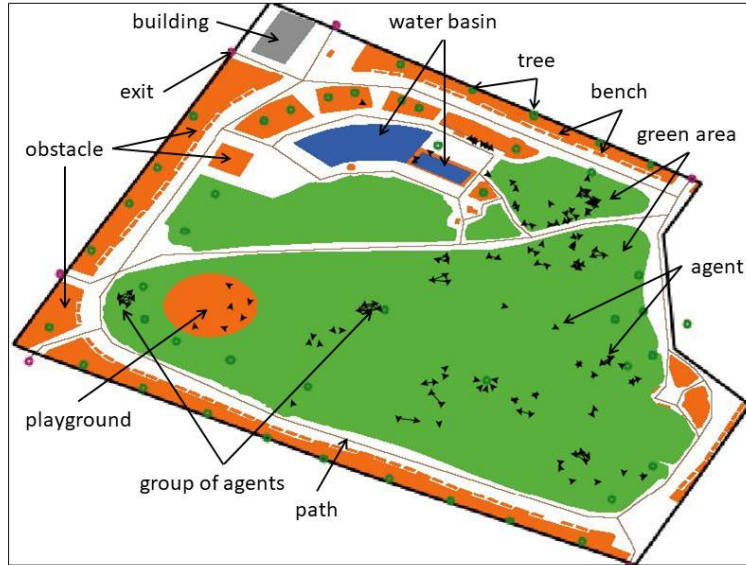 building
water basin
tree
exit
bench
green area
obstacle
agent
playground
group of agents
path